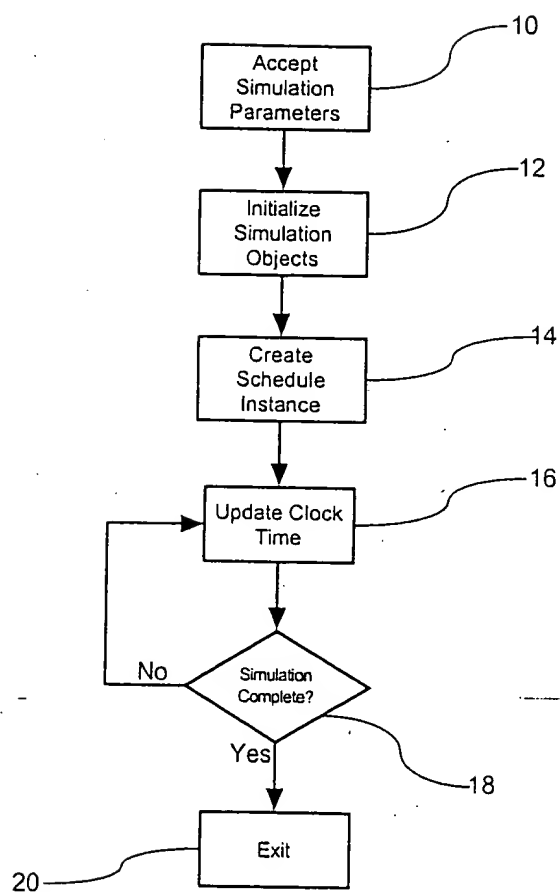 10
Accept
Simulation
Parameters
12
Initialize
Simulation
Objects
14
Create
Schedule
Instance
16
Update Clock
Time
No
Simulation
Complete?
Yes
18
Exit
20